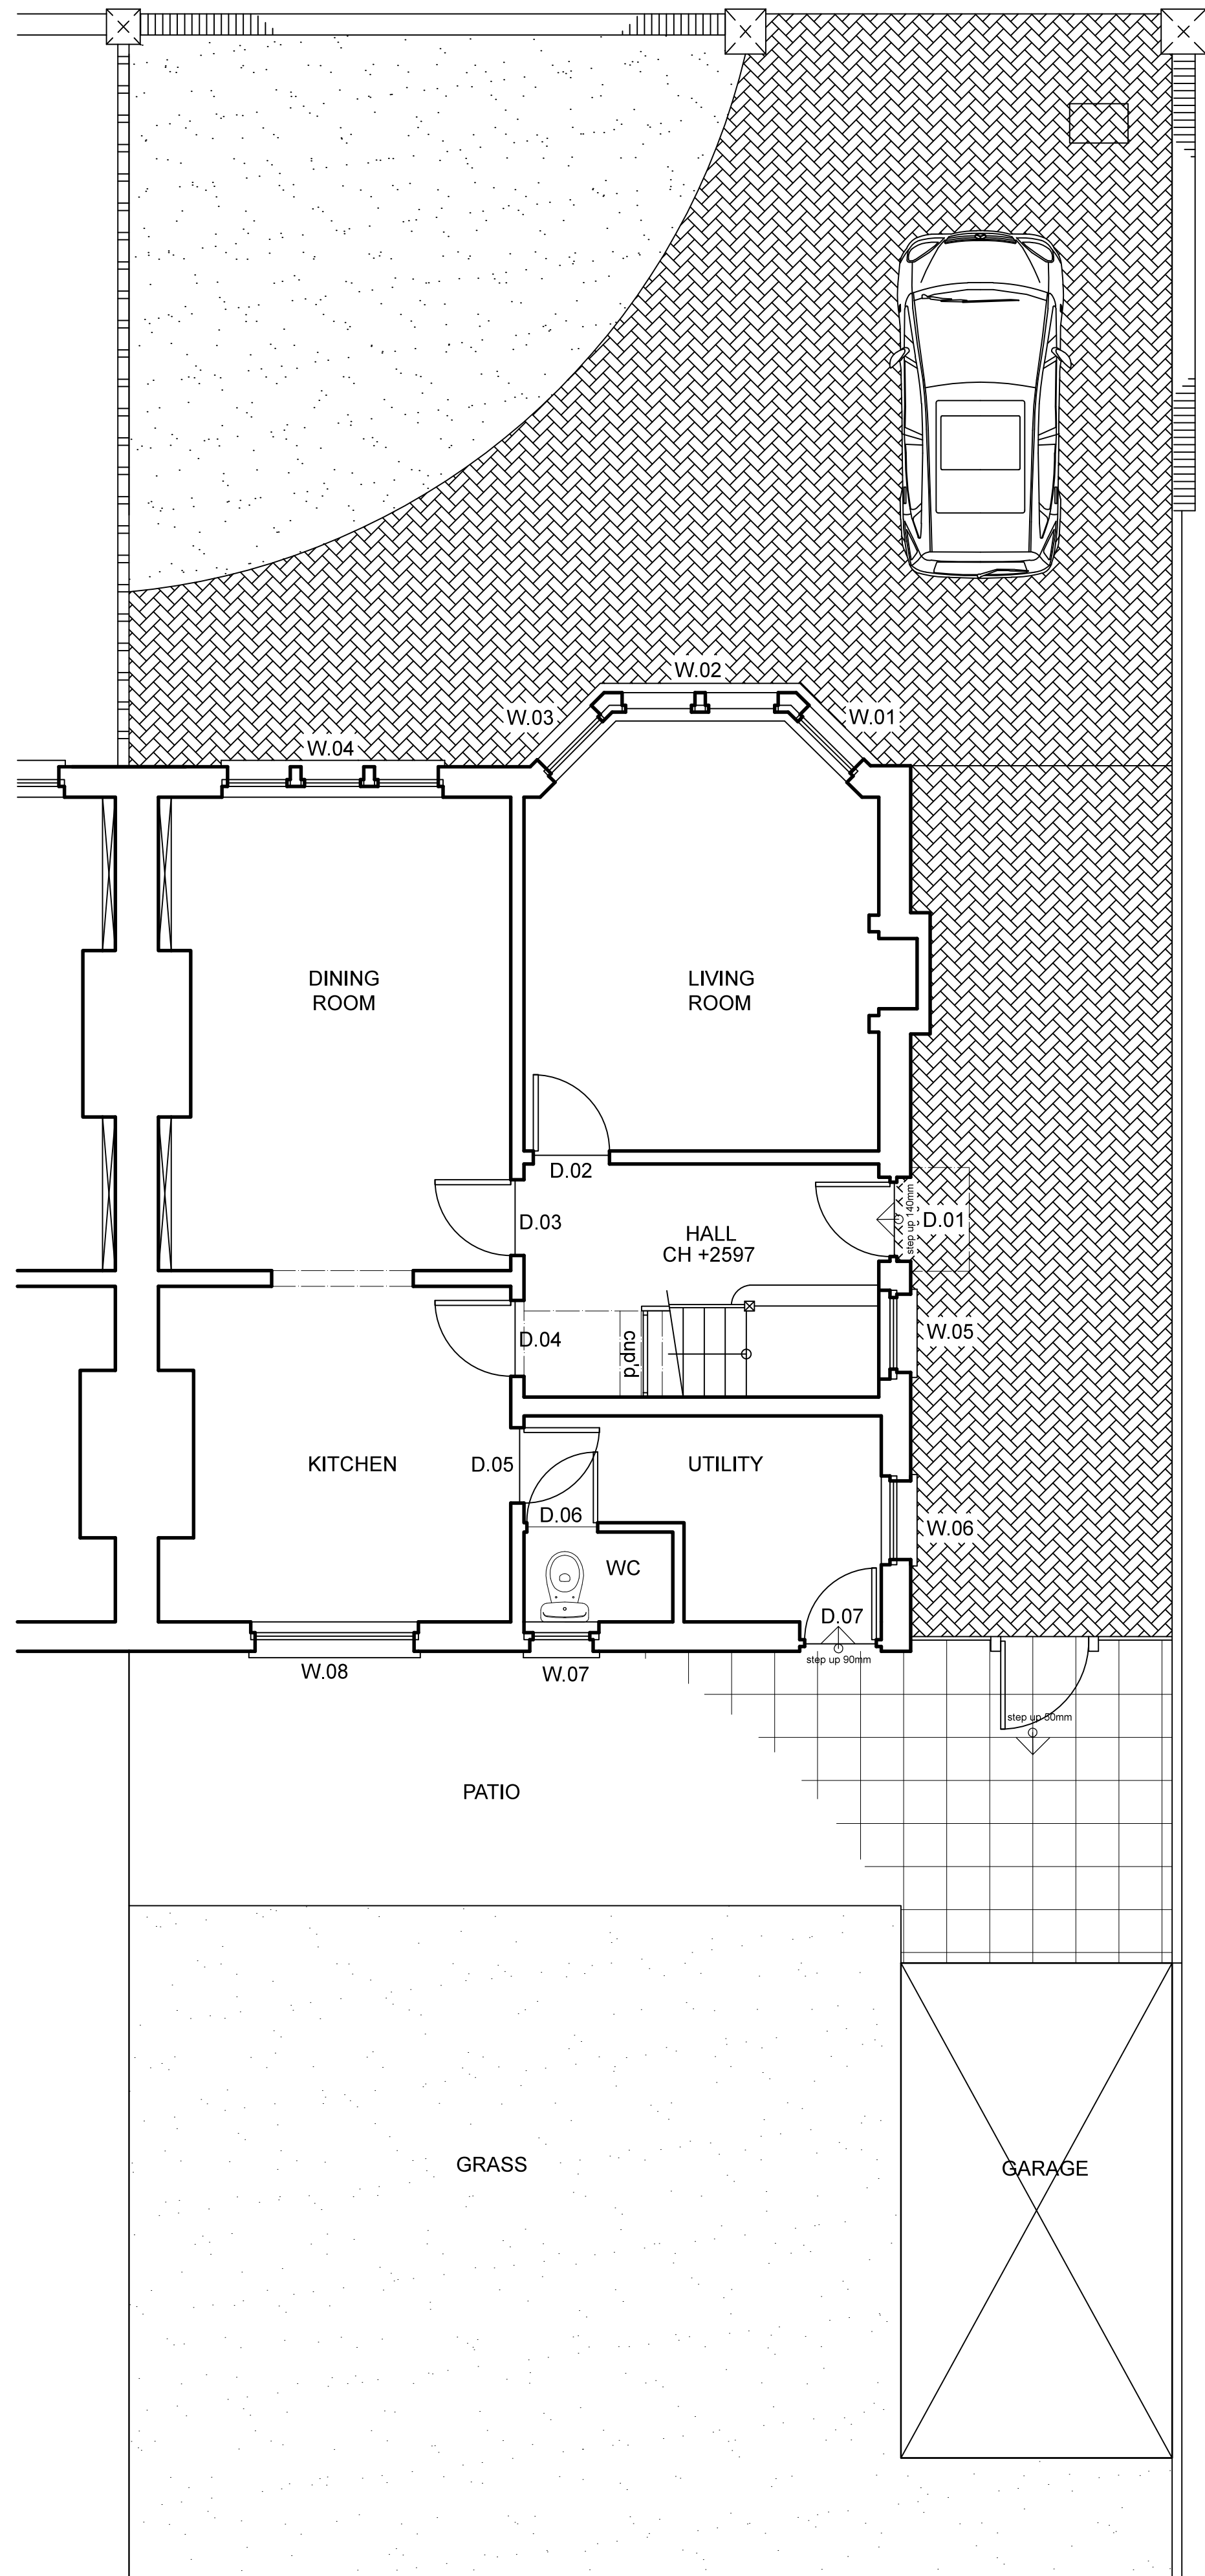 W.02
W.03
W.01
W.04
DINING
ROOM
LIVING
ROOM
D.02
D.03
HALL
CH +2597
step up 140mm
D.01
D.04
cup'd
W.05
KITCHEN
D.05
UTILITY
D.06
W.06
WC
D.07
step up 90mm
W.08
W.07
step up 50mm
PATIO
GRASS
GARAGE